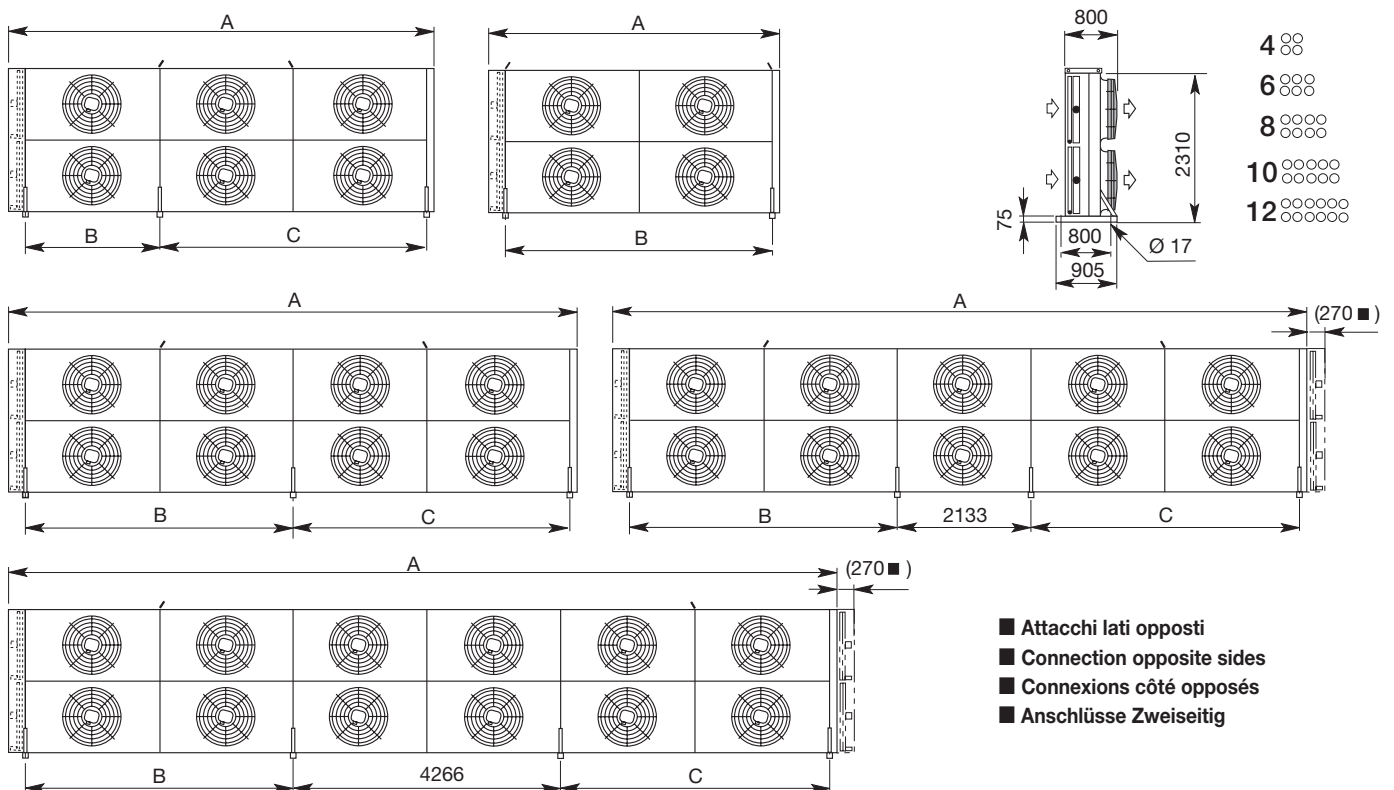 A
A
800
4
6
8
10
12
2310
75
800
Ø 17
905
B
C
B
A
A
(270 ■ )
B
C
B
2133
C
A
(270 ■ )
■ Attacchi lati opposti
■ Connection opposite sides
■ Connexions côté opposés
■ Anschlüsse Zweiseitig
B
4266
C